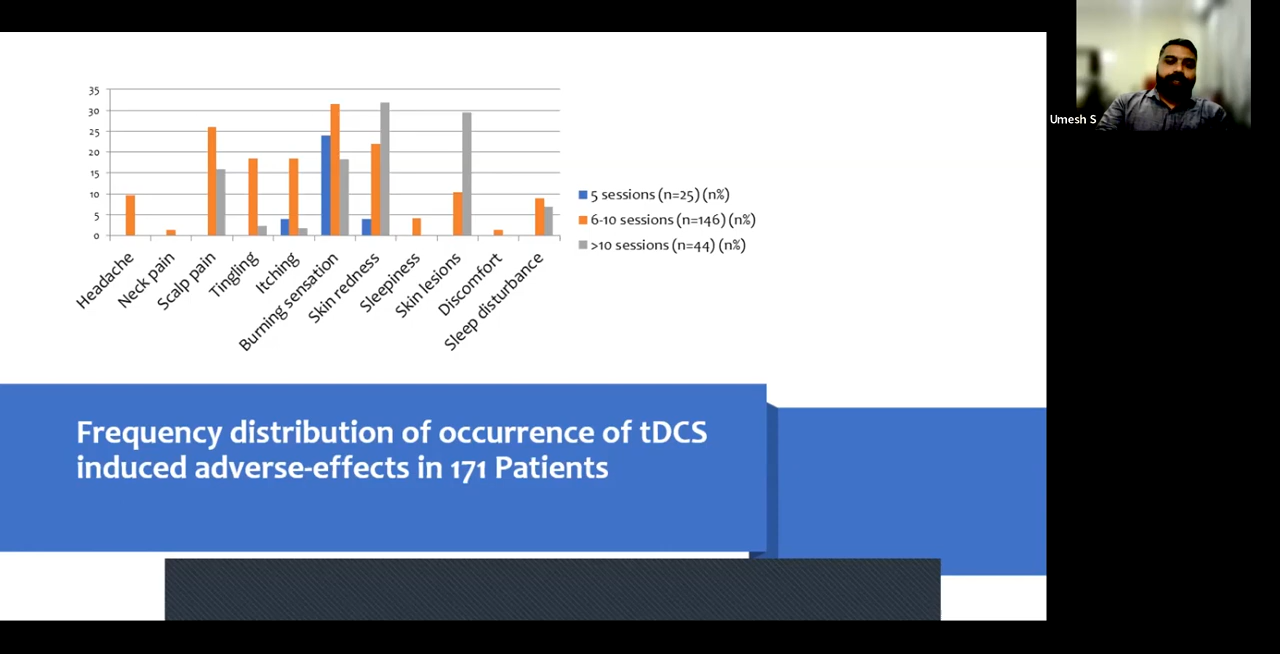 35
30
25
20
15
10
5
0
Headache
Neck pain
Scalp pain
Tingling
Itching
Burning sensation
Skin redness
Sleepiness
Skin lesions
Discomfort
Sleep disturbance
5 sessions (n=25) (n%)
6-10 sessions (n=146) (n%)
>10 sessions (n=44) (n%)
Frequency distribution of occurrence of tDCS
induced adverse-effects in 171 Patients
Umesh S